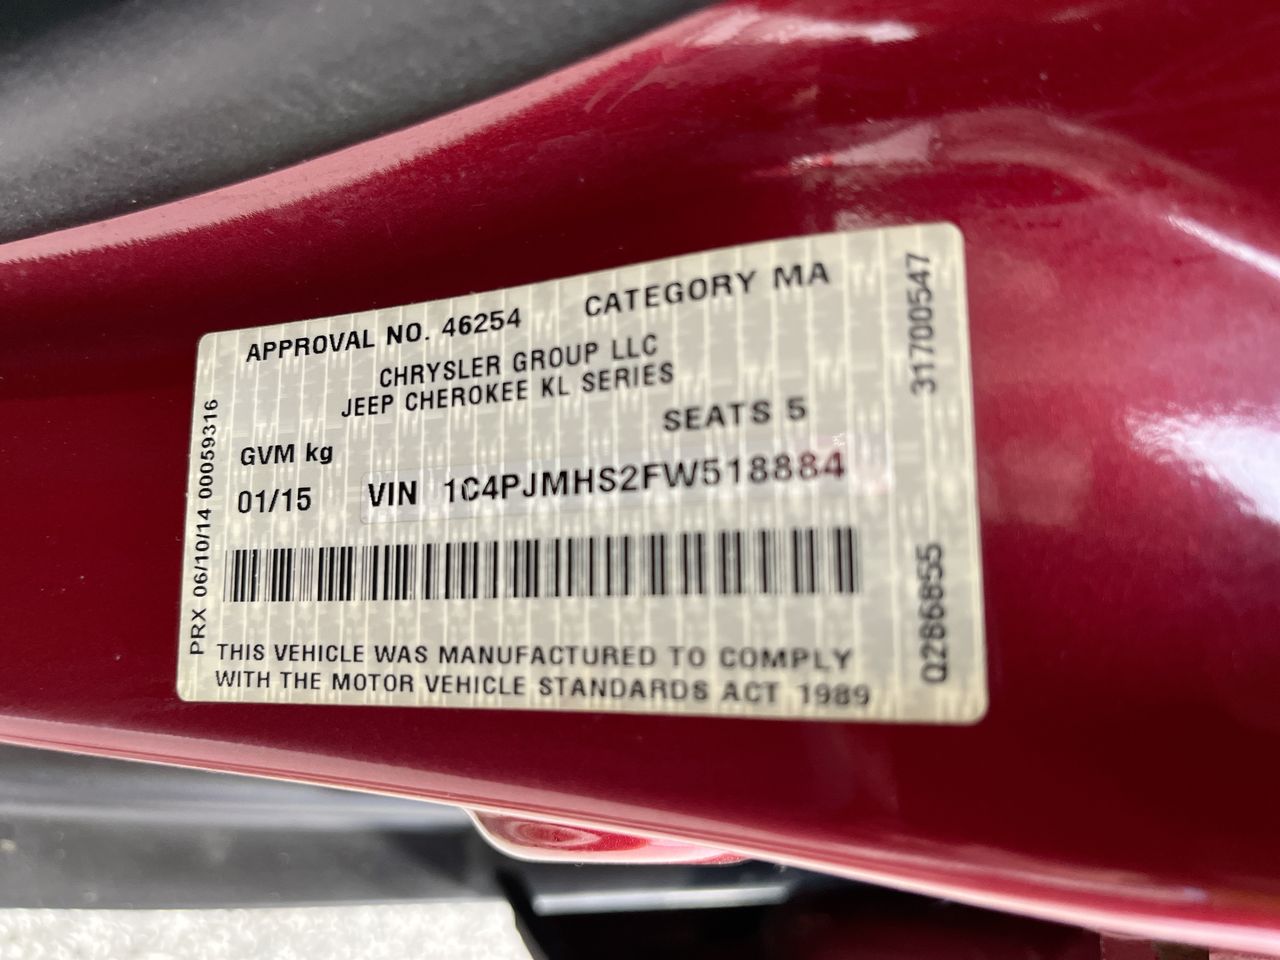 APPROVAL NO. 46254 CATEGORY MA
CHRYSLER GROUP LLC
JEEP CHEROKEE KL SERIES
SEATS 5
GVM kg
01/15 VIN 1C4PJMHS2FW518884
THIS VEHICLE WAS MANUFACTURED TO COMPLY
WITH THE MOTOR VEHICLE STANDARDS ACT 1989
PRX 06/10/14 00059316
31700547
Q286855